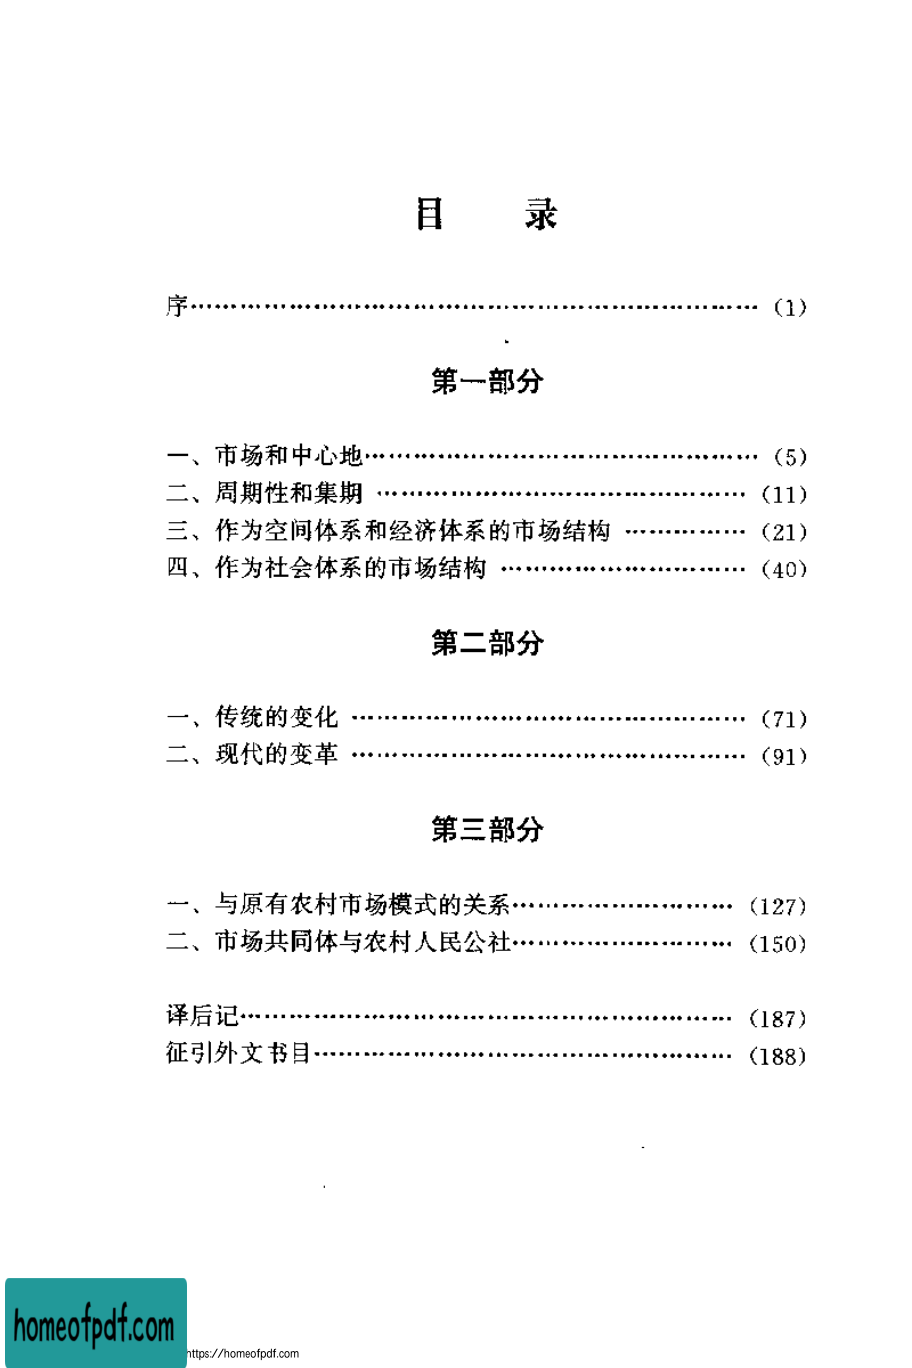 目 录
序…………………………………………………………… (1)
第一部分
一、市场和中心地………………………………………… (5)
二、周期性和集期 ……………………………………… (11)
三、作为空间体系和经济体系的市场结构 …………… (21)
四、作为社会体系的市场结构 ………………………… (40)
第二部分
一、传统的变化 ………………………………………… (71)
二、现代的变革 ………………………………………… (91)
第三部分
一、与原有农村市场模式的关系……………………… (127)
二、市场共同体与农村人民公社……………………… (150)
译后记…………………………………………………… (187)
征引外文书目…………………………………………… (188)
homeofpdf.com
https://homeofpdf.com